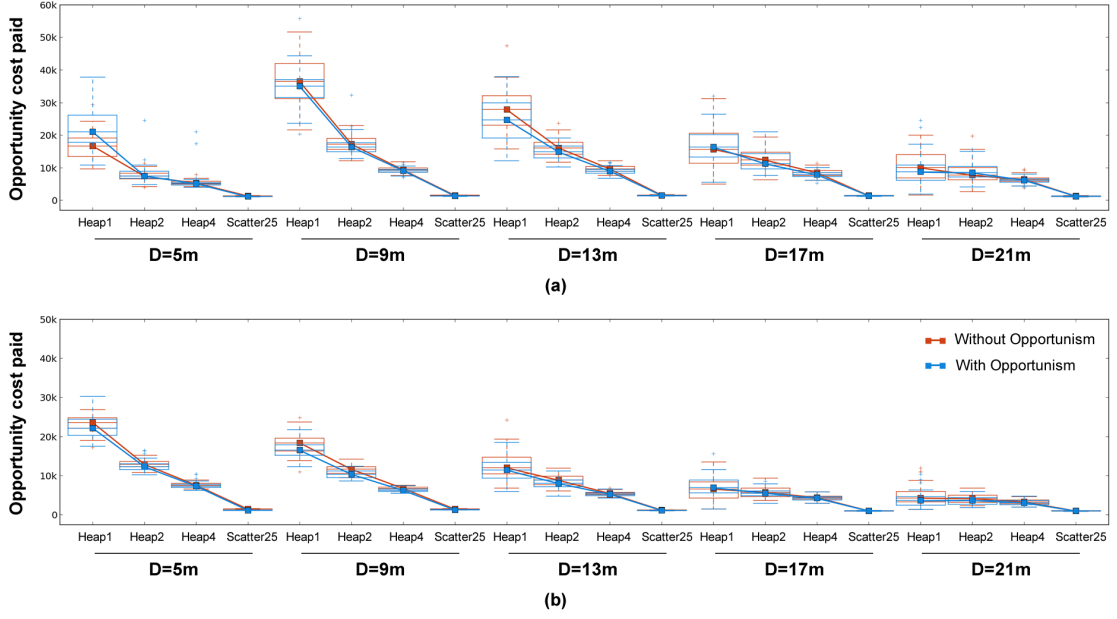 60k
50k
40k
30k
20k
10k
0
Opportunity cost paid
Heap1 Heap2 Heap4 Scatter25 Heap1 Heap2 Heap4 Scatter25 Heap1 Heap2 Heap4 Scatter25 Heap1 Heap2 Heap4 Scatter25 Heap1 Heap2 Heap4 Scatter25
D=5m D=9m D=13m D=17m D=21m
(a)
50k
40k
30k
20k
10k
0
Opportunity cost paid
Without Opportunism
With Opportunism
Heap1 Heap2 Heap4 Scatter25 Heap1 Heap2 Heap4 Scatter25 Heap1 Heap2 Heap4 Scatter25 Heap1 Heap2 Heap4 Scatter25 Heap1 Heap2 Heap4 Scatter25
D=5m D=9m D=13m D=17m D=21m
(b)